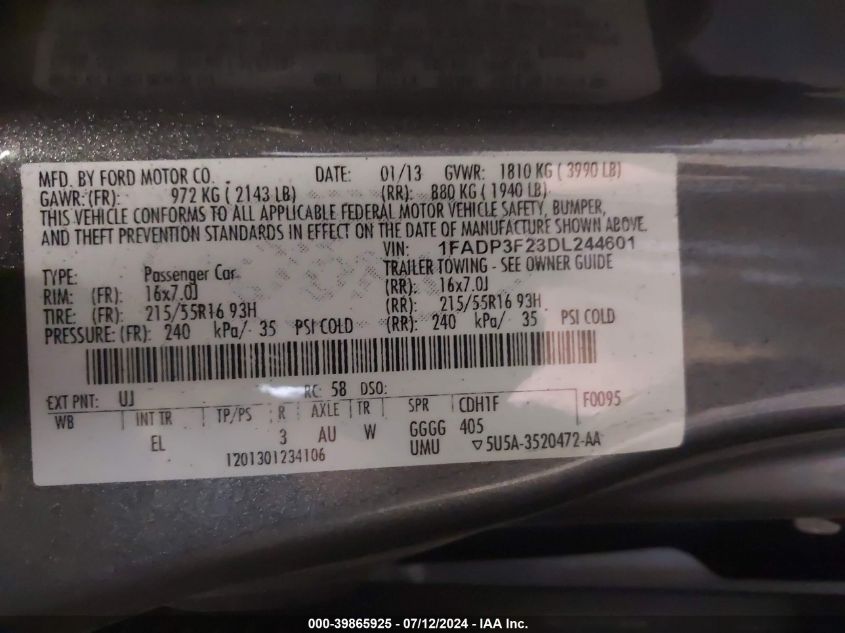 MFD. BY FORD MOTOR CO. DATE: 01/13 GVWR: 1810 KG ( 3990 LB)
GAWR:(FR): 972 KG ( 2143 LB) (RR): 880 KG ( 1940 LB)
THIS VEHICLE CONFORMS TO ALL APPLICABLE FEDERAL MOTOR VEHICLE SAFETY, BUMPER,
AND THEFT PREVENTION STANDARDS IN EFFECT ON THE DATE OF MANUFACTURE SHOWN ABOVE.
VIN: 1FADP3F23DL244601
TYPE: Passenger Car TRAILER TOWING - SEE OWNER GUIDE
RIM: (FR): 16x7.0J (RR): 16x7.0J
TIRE: (FR): 215/55R16 93H (RR): 215/55R16 93H
PRESSURE: (FR): 240 kPa/ 35 PSI COLD (RR): 240 kPa/ 35 PSI COLD
EXT PNT: UJ RC: 58 DSO: F0095
WB INT TR TP/PS R AXLE TR SPR CDH1F
EL 3 AU W GGGG 405
1201301234106 UMU ▽5U5A-3520472-AA
000-39865925 / 07/12/2024 - IAA Inc.